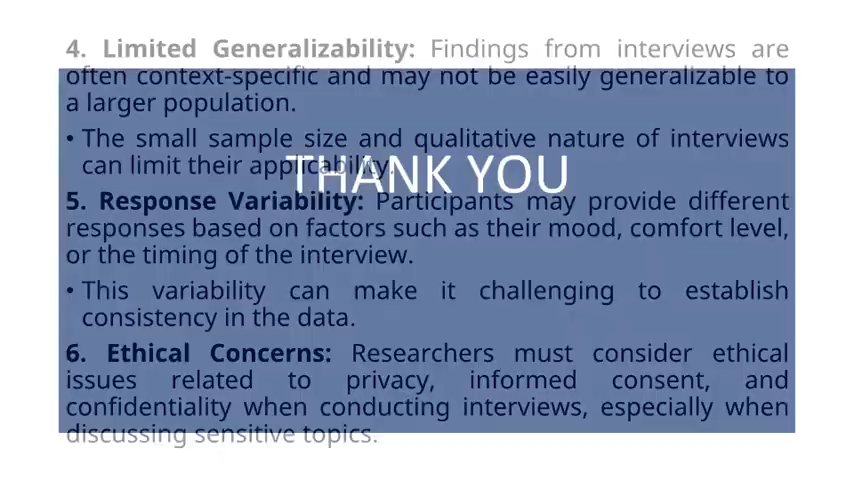 4. Limited Generalizability: Findings from interviews are
often context-specific and may not be easily generalizable to
a larger population.
• The small sample size and qualitative nature of interviews
can limit their applicability.
THANK YOU
5. Response Variability: Participants may provide different
responses based on factors such as their mood, comfort level,
or the timing of the interview.
• This variability can make it challenging to establish
consistency in the data.
6. Ethical Concerns: Researchers must consider ethical
issues related to privacy, informed consent, and
confidentiality when conducting interviews, especially when
discussing sensitive topics.